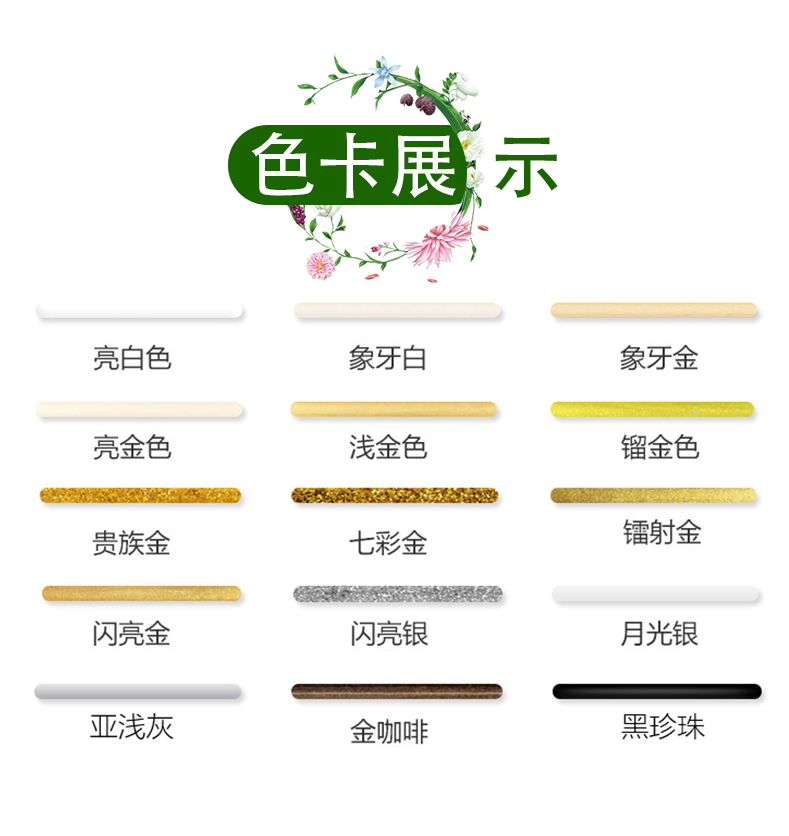 色卡展示
亮白色 象牙白 象牙金
亮金色 浅金色 镏金色
贵族金 七彩金 镭射金
闪亮金 闪亮银 月光银
亚浅灰 金咖啡 黑珍珠